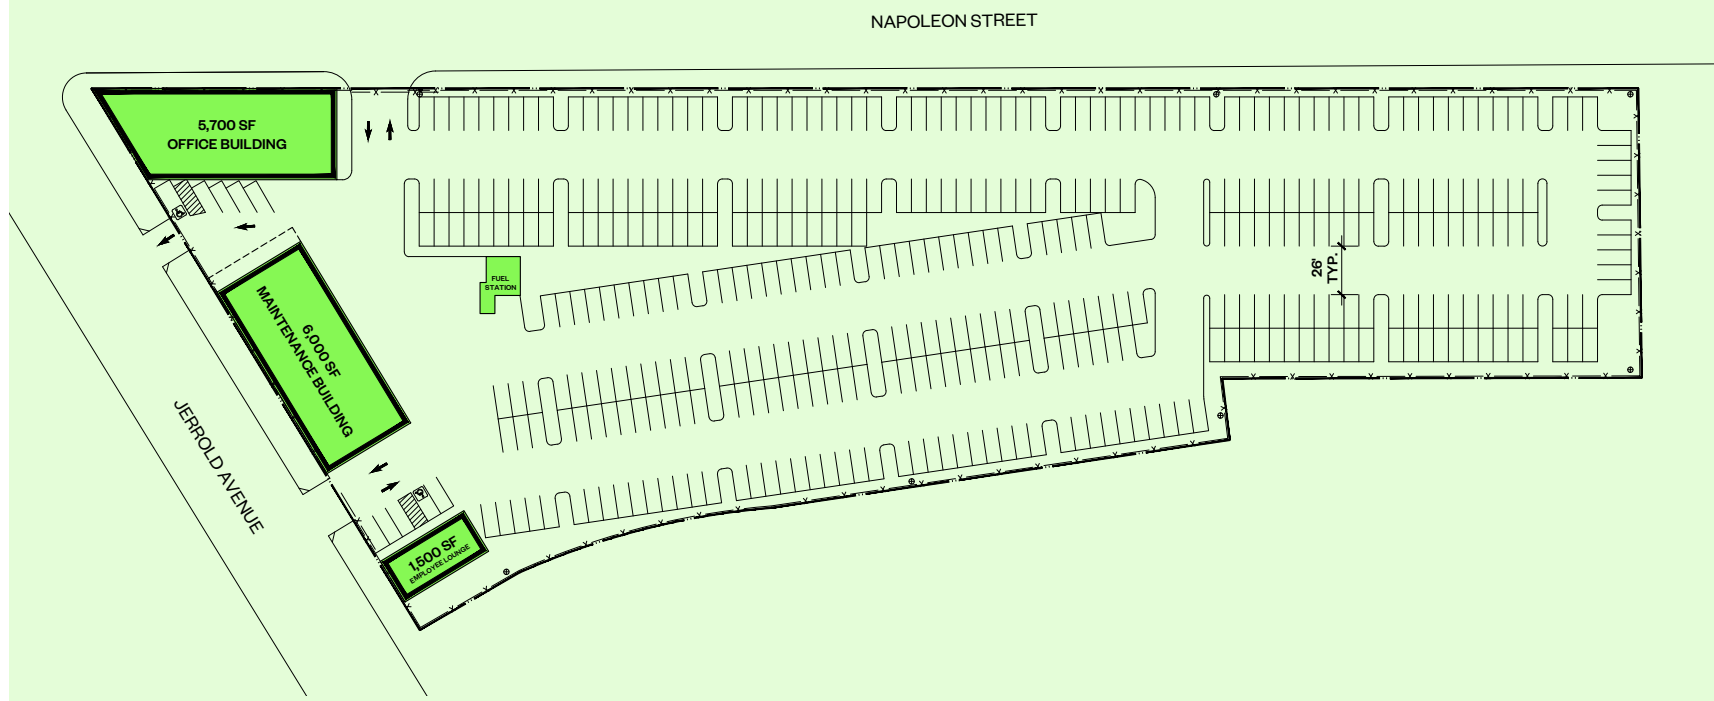 NAPOLEON STREET
5,700 SF
OFFICE BUILDING
FUEL
STATION
26'
TYP.
6,000 SF
MAINTENANCE BUILDING
JERROLD AVENUE
1,500 SF
EMPLOYEE LOUNGE